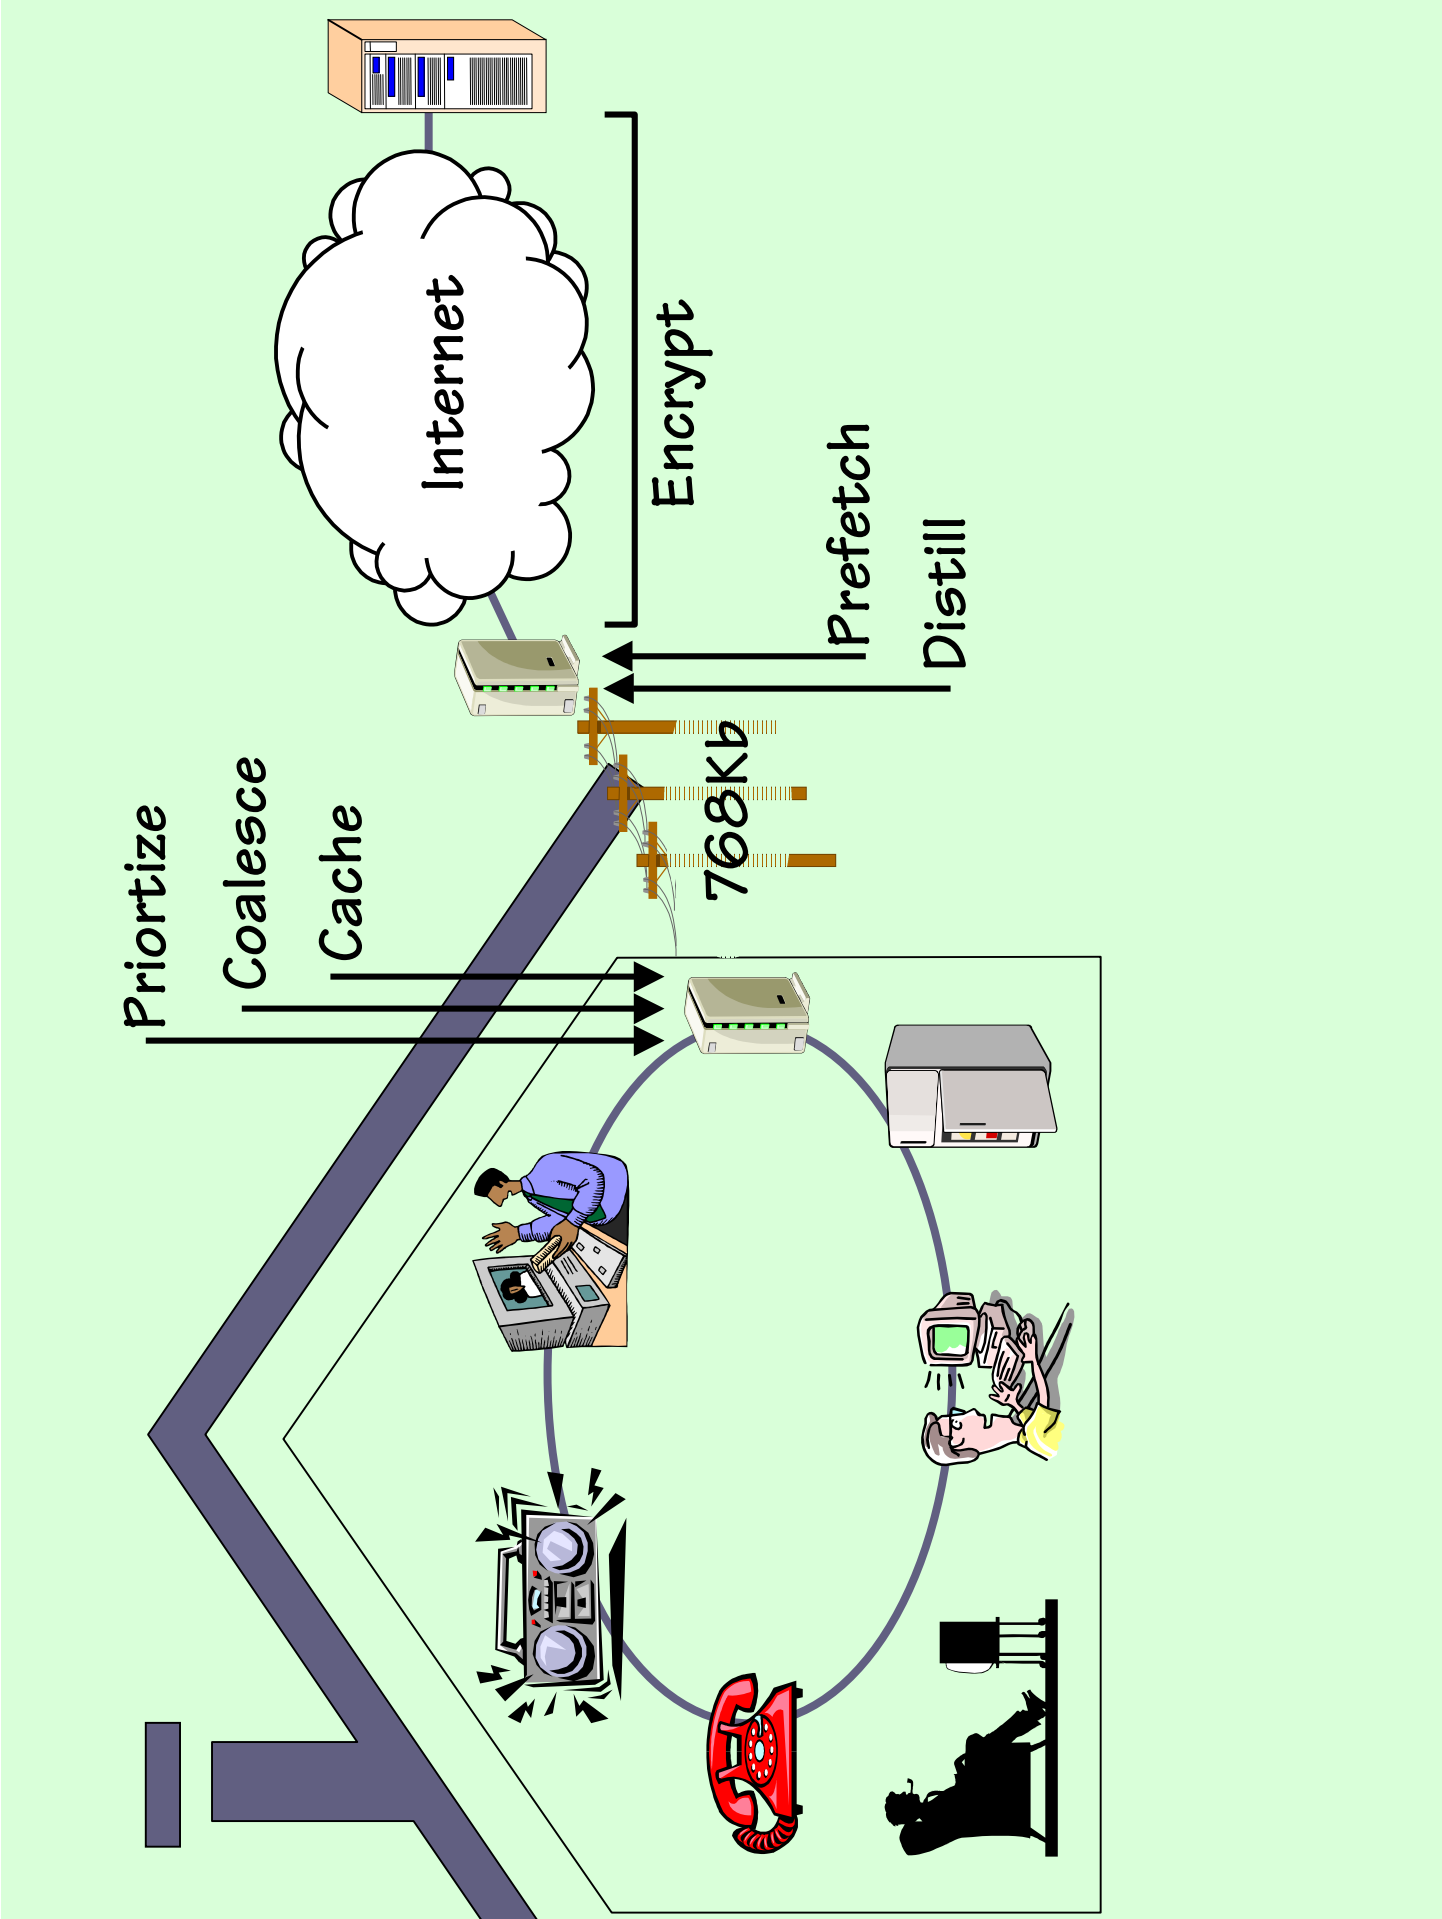 Priortize
Coalesce
Cache
Internet
Encrypt
768Kb
Prefetch
Distill